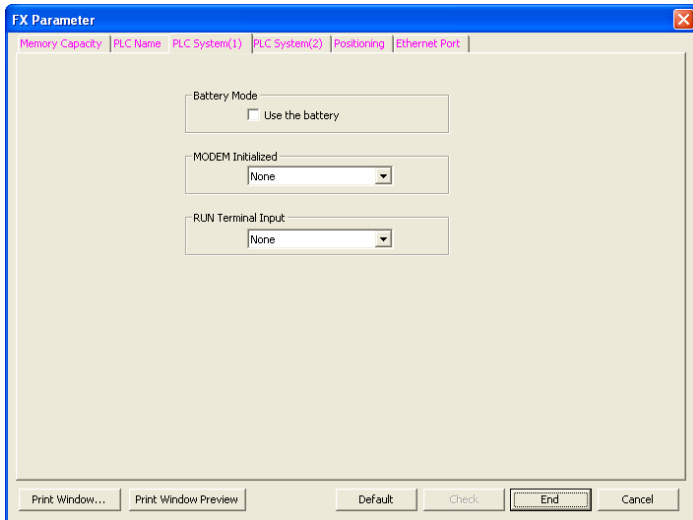 FX Parameter
Memory Capacity PLC Name PLC System(1) PLC System(2) Positioning Ethernet Port
Battery Mode
Use the battery
MODEM Initialized
None
RUN Terminal Input
None
Print Window... Print Window Preview Default Check End Cancel